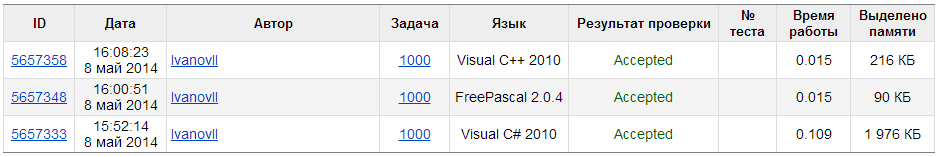 ID Дата Автор Задача Язык Результат проверки № теста Время работы Выделено памяти
5657358 16:08:23 8 май 2014 IvanovII 1000 Visual C++ 2010 Accepted 0.015 216 КБ
5657348 16:00:51 8 май 2014 IvanovII 1000 FreePascal 2.0.4 Accepted 0.015 90 КБ
5657333 15:52:14 8 май 2014 IvanovII 1000 Visual C# 2010 Accepted 0.109 1 976 КБ